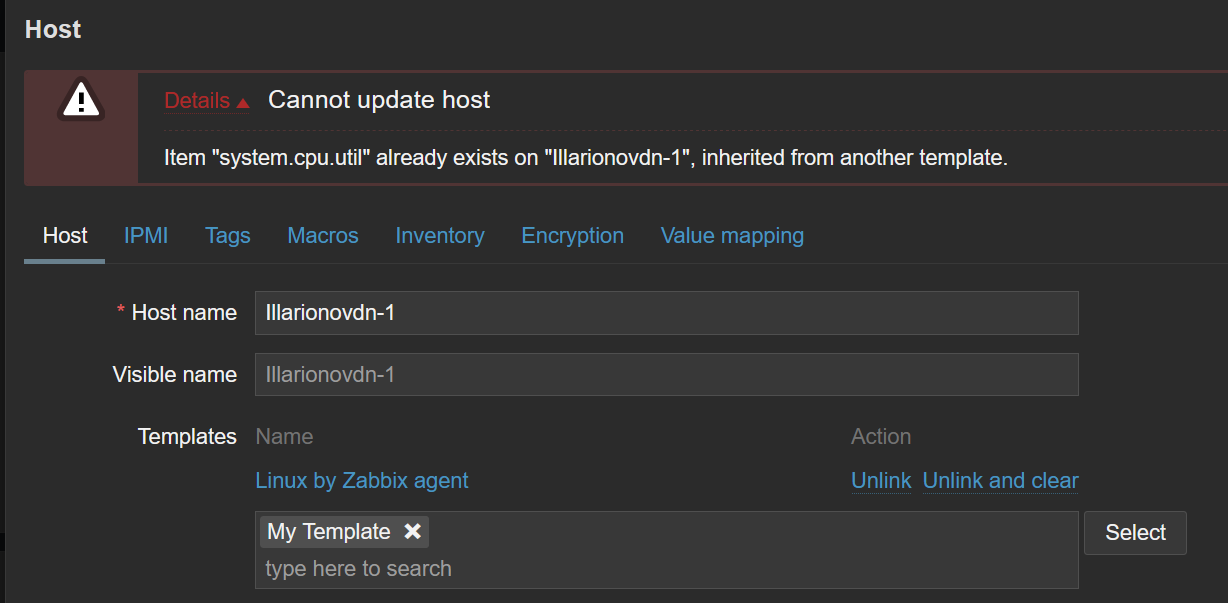 Host
Details ▲ Cannot update host
Item "system.cpu.util" already exists on "Illarionovdn-1", inherited from another template.
Host IPMI Tags Macros Inventory Encryption Value mapping
* Host name Illarionovdn-1
Visible name Illarionovdn-1
Templates Name Action
Linux by Zabbix agent Unlink Unlink and clear
My Template ✖ Select
type here to search